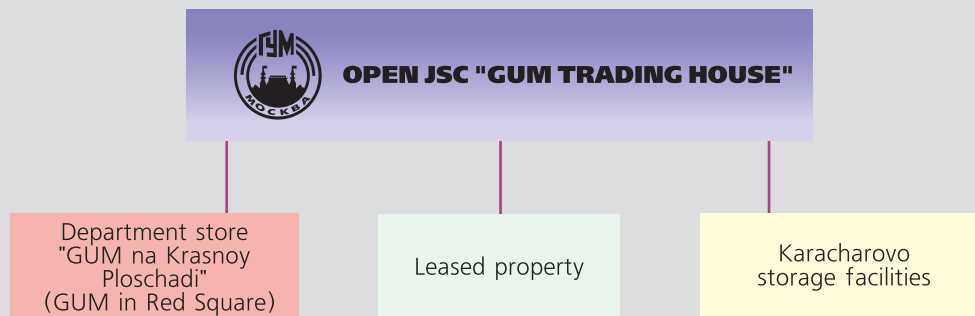 ГУМ
МОСКВА
OPEN JSC "GUM TRADING HOUSE"
Department store
"GUM na Krasnoy
Ploschadi"
(GUM in Red Square)
Leased property
Karacharovo
storage facilities